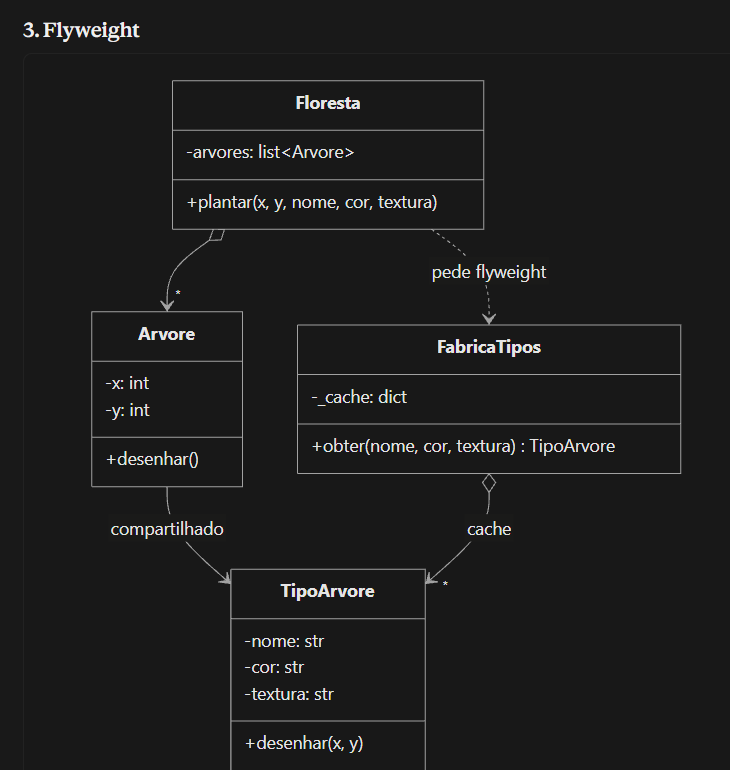 3. Flyweight
Floresta
-arvores: list<Arvore>
+plantar(x, y, nome, cor, textura)
pede flyweight
*
Arvore
-x: int
-y: int
+desenhar()
FabricaTipos
-_cache: dict
+obter(nome, cor, textura) : TipoArvore
compartilhado
cache
*
TipoArvore
-nome: str
-cor: str
-textura: str
+desenhar(x, y)